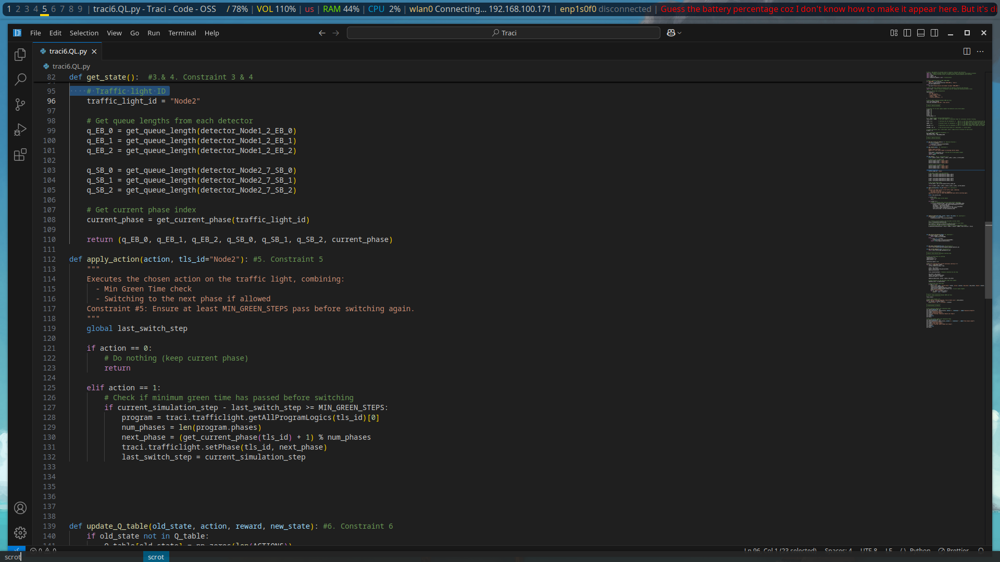 1 2 3 4 5 6 7 8 9 | traci6.QL.py - Traci - Code - OSS / 78% | VOL 110% | us | RAM 44% | CPU 2% | wlan0 Connecting... 192.168.100.171 | enp1s0f0 disconnected | Guess the battery percentage coz I don't know how to make it appear here. But it's d
File Edit Selection View Go Run Terminal Help
Traci
traci6.QL.py
traci6.QL.py
82 def get_state(): #3.& 4. Constraint 3 & 4
95 ····# Traffic·light·ID
96 traffic_light_id = "Node2"
97
98 # Get queue lengths from each detector
99 q_EB_0 = get_queue_length(detector_Node1_2_EB_0)
100 q_EB_1 = get_queue_length(detector_Node1_2_EB_1)
101 q_EB_2 = get_queue_length(detector_Node1_2_EB_2)
102
103 q_SB_0 = get_queue_length(detector_Node2_7_SB_0)
104 q_SB_1 = get_queue_length(detector_Node2_7_SB_1)
105 q_SB_2 = get_queue_length(detector_Node2_7_SB_2)
106
107 # Get current phase index
108 current_phase = get_current_phase(traffic_light_id)
109
110 return (q_EB_0, q_EB_1, q_EB_2, q_SB_0, q_SB_1, q_SB_2, current_phase)
111
112 def apply_action(action, tls_id="Node2"): #5. Constraint 5
113 """
114 Executes the chosen action on the traffic light, combining:
115 - Min Green Time check
116 - Switching to the next phase if allowed
117 Constraint #5: Ensure at least MIN_GREEN_STEPS pass before switching again.
118 """
119 global last_switch_step
120
121 if action == 0:
122 # Do nothing (keep current phase)
123 return
124
125 elif action == 1:
126 # Check if minimum green time has passed before switching
127 if current_simulation_step - last_switch_step >= MIN_GREEN_STEPS:
128 program = traci.trafficlight.getAllProgramLogics(tls_id)[0]
129 num_phases = len(program.phases)
130 next_phase = (get_current_phase(tls_id) + 1) % num_phases
131 traci.trafficlight.setPhase(tls_id, next_phase)
132 last_switch_step = current_simulation_step
133
134
135
136
137
138
139 def update_Q_table(old_state, action, reward, new_state): #6. Constraint 6
140 if old_state not in Q_table:
141 Q_table[old_state] = np.zeros(len(ACTIONS))
0 0 Ln 96, Col 1 (23 selected) Spaces: 4 UTF-8 LF {} Python Prettier
scrot scrot